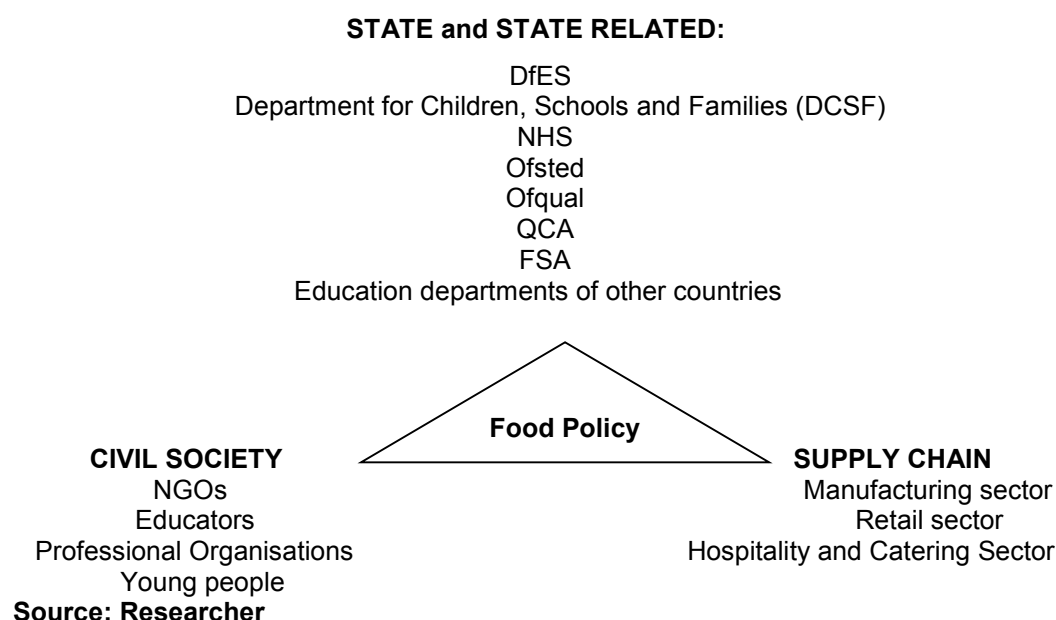 STATE and STATE RELATED:
DfES
Department for Children, Schools and Families (DCSF)
NHS
Ofsted
Ofqual
QCA
FSA
Education departments of other countries
Food Policy
CIVIL SOCIETY
NGOs
Educators
Professional Organisations
Young people
SUPPLY CHAIN
Manufacturing sector
Retail sector
Hospitality and Catering Sector
Source: Researcher